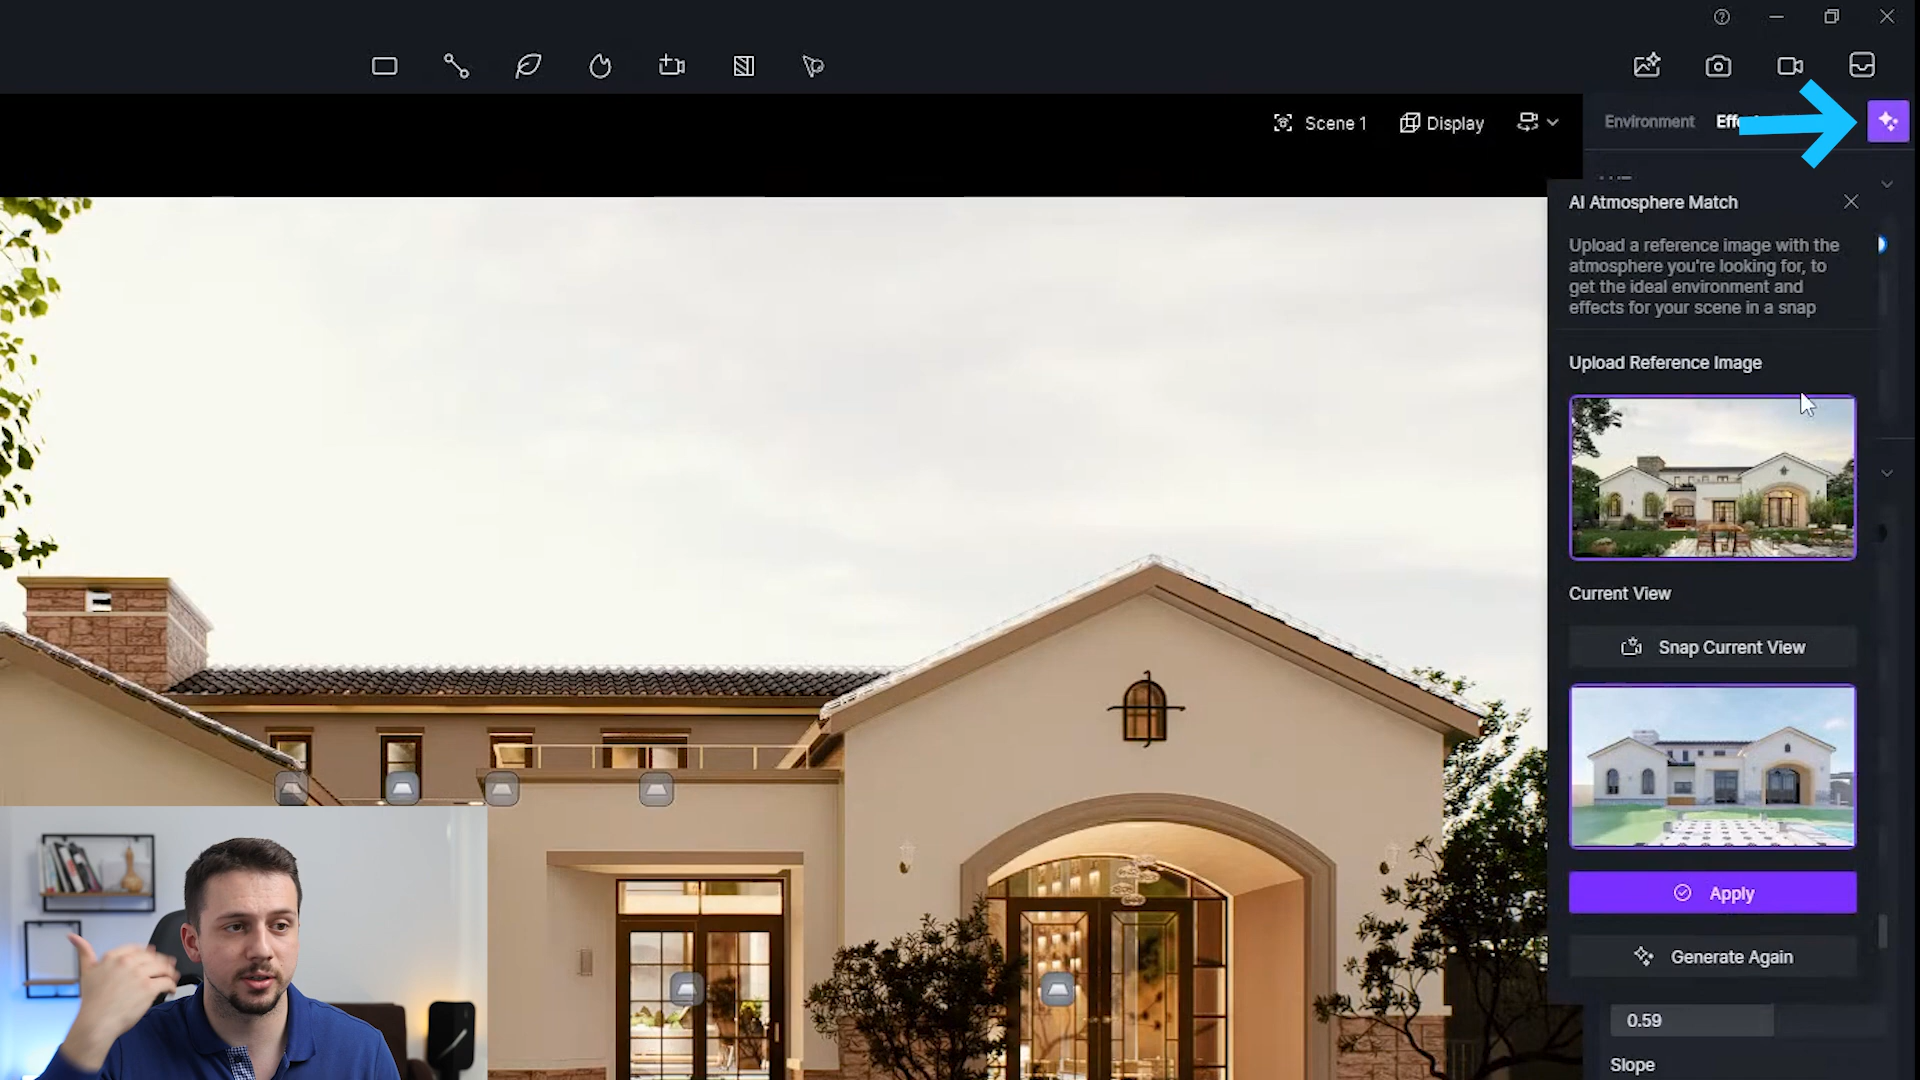 Scene 1
Display
Environment
AI Atmosphere Match
Upload a reference image with the
atmosphere you're looking for, to
get the ideal environment and
effects for your scene in a snap
Upload Reference Image
Current View
Snap Current View
Apply
Generate Again
0.59
Slope